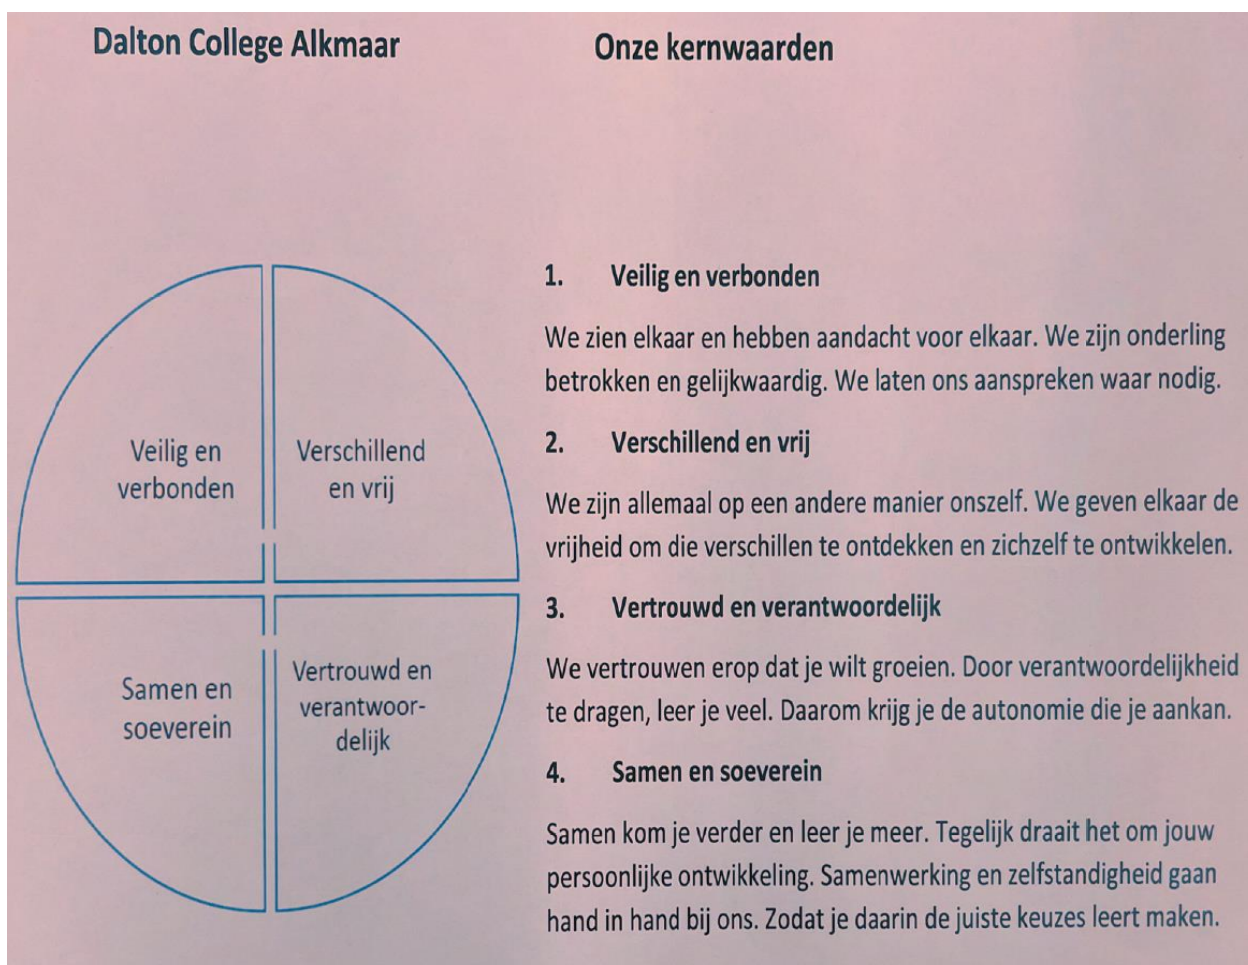 Dalton College Alkmaar
Onze kernwaarden
Veilig en
verbonden
Verschillend
en vrij
Samen en
soeverein
Vertrouwd en
verantwoor-
delijk
1. Veilig en verbonden
We zien elkaar en hebben aandacht voor elkaar. We zijn onderling
betrokken en gelijkwaardig. We laten ons aanspreken waar nodig.
2. Verschillend en vrij
We zijn allemaal op een andere manier onszelf. We geven elkaar de
vrijheid om die verschillen te ontdekken en zichzelf te ontwikkelen.
3. Vertrouwd en verantwoordelijk
We vertrouwen erop dat je wilt groeien. Door verantwoordelijkheid
te dragen, leer je veel. Daarom krijg je de autonomie die je aankan.
4. Samen en soeverein
Samen kom je verder en leer je meer. Tegelijk draait het om jouw
persoonlijke ontwikkeling. Samenwerking en zelfstandigheid gaan
hand in hand bij ons. Zodat je daarin de juiste keuzes leert maken.